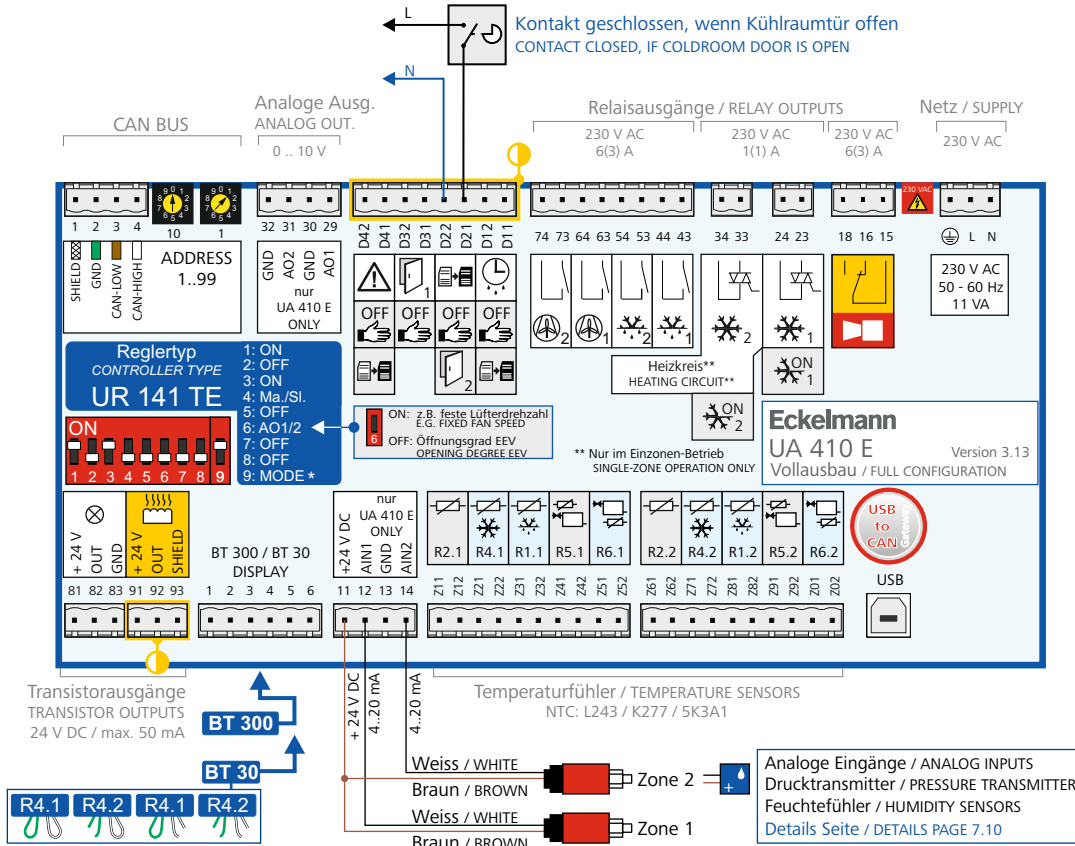 L
Kontakt geschlossen, wenn Kühlraumtür offen
CONTACT CLOSED, IF COLDROOM DOOR IS OPEN
N
CAN BUS
Analoge Ausg.
ANALOG OUT.
0 .. 10 V
Relaisausgänge / RELAY OUTPUTS
230 V AC
6(3) A
230 V AC
1(1) A
230 V AC
6(3) A
Netz / SUPPLY
230 V AC
230 VAC
1 2 3 4
10
1
32 31 30 29
D42 D41 D32 D31 D22 D21 D12 D11
74 73 64 63 54 53 44 43
34 33
24 23
18 16 15
L N
SHIELD
GND
CAN-LOW
CAN-HIGH
ADDRESS
1..99
GND
AO2
GND
AO1
nur
UA 410 E
ONLY
1
OFF OFF OFF OFF
2
2 1 2 1
2
1
ON
1
ON
2
230 V AC
50 - 60 Hz
11 VA
Heizkreis**
HEATING CIRCUIT**
** Nur im Einzonen-Betrieb
SINGLE-ZONE OPERATION ONLY
Reglertyp
CONTROLLER TYPE
UR 141 TE
1: ON
2: OFF
3: ON
4: Ma./Sl.
5: OFF
6: AO1/2
7: OFF
8: OFF
9: MODE *
ON
1 2 3 4 5 6 7 8 9
6
ON: z.B. feste Lüfterdrehzahl
E.G. FIXED FAN SPEED
OFF: Öffnungsgrad EEV
OPENING DEGREE EEV
Eckelmann
UA 410 E
Version 3.13
Vollausbau / FULL CONFIGURATION
+ 24 V
OUT
GND
+ 24 V
OUT
SHIELD
81 82 83 91 92 93
BT 300 / BT 30
DISPLAY
1 2 3 4 5 6
nur
UA 410 E
ONLY
+24 V DC
AIN1
GND
AIN2
11 12 13 14
R2.1 R4.1 R1.1 R5.1 R6.1
Z11 Z12 Z21 Z22 Z31 Z32 Z41 Z42 Z51 Z52
R2.2 R4.2 R1.2 R5.2 R6.2
Z61 Z62 Z71 Z72 Z81 Z82 Z91 Z92 Z01 Z02
USB
to
CAN
Gateway
USB
Transistorausgänge
TRANSISTOR OUTPUTS
24 V DC / max. 50 mA
BT 300
BT 30
R4.1 R4.2 R4.1 R4.2
+ 24 V DC
4..20 mA
4..20 mA
Temperaturfühler / TEMPERATURE SENSORS
NTC: L243 / K277 / 5K3A1
Weiss / WHITE
Braun / BROWN
Zone 2
Weiss / WHITE
Braun / BROWN
Zone 1
Analoge Eingänge / ANALOG INPUTS
Drucktransmitter / PRESSURE TRANSMITTER
Feuchtefühler / HUMIDITY SENSORS
Details Seite / DETAILS PAGE 7.10